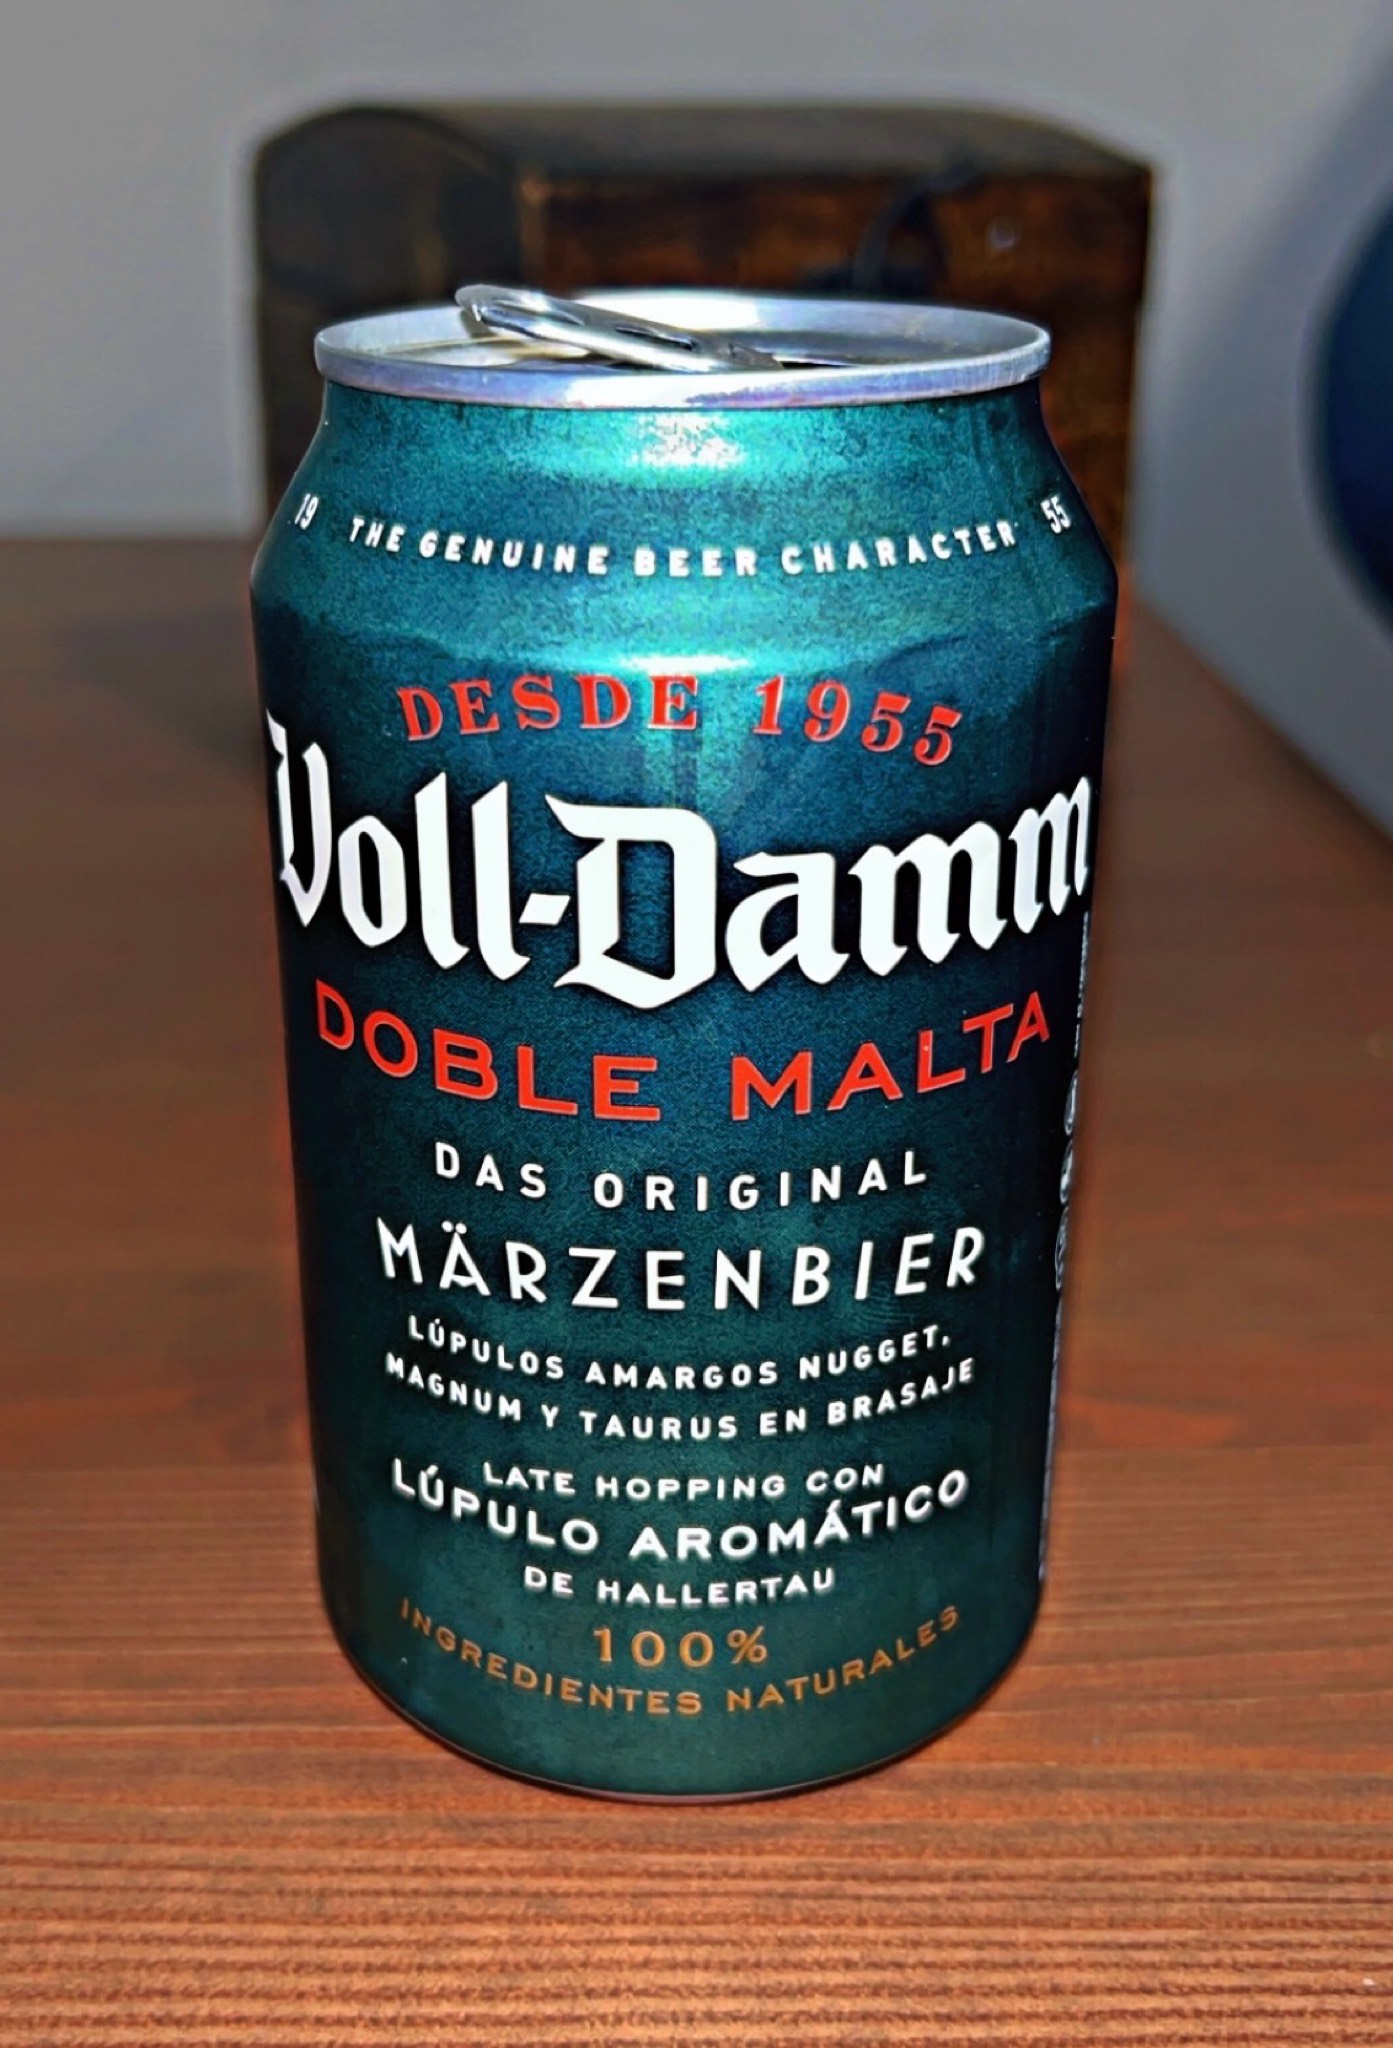 19 THE GENUINE BEER CHARACTER 55
DESDE 1955
Voll-Damm
DOBLE MALTA
DAS ORIGINAL
MÄRZENBIER
LÚPULOS AMARGOS NUGGET,
MAGNUM Y TAURUS EN BRASAJE
LATE HOPPING CON
LÚPULO AROMÁTICO
DE HALLERTAU
100%
INGREDIENTES NATURALES